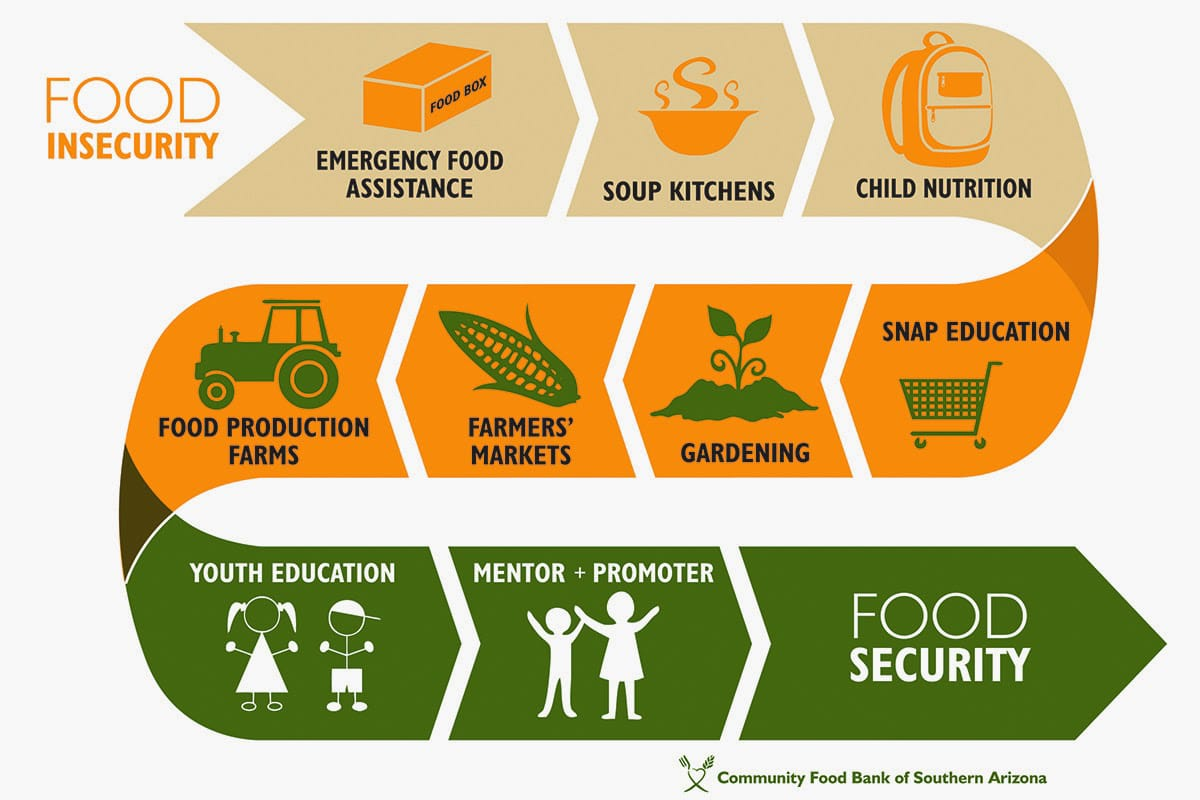 FOOD
INSECURITY
FOOD BOX
EMERGENCY FOOD
ASSISTANCE
SOUP KITCHENS
CHILD NUTRITION
SNAP EDUCATION
GARDENING
FARMERS’
MARKETS
FOOD PRODUCTION
FARMS
YOUTH EDUCATION
MENTOR + PROMOTER
FOOD
SECURITY
Community Food Bank of Southern Arizona